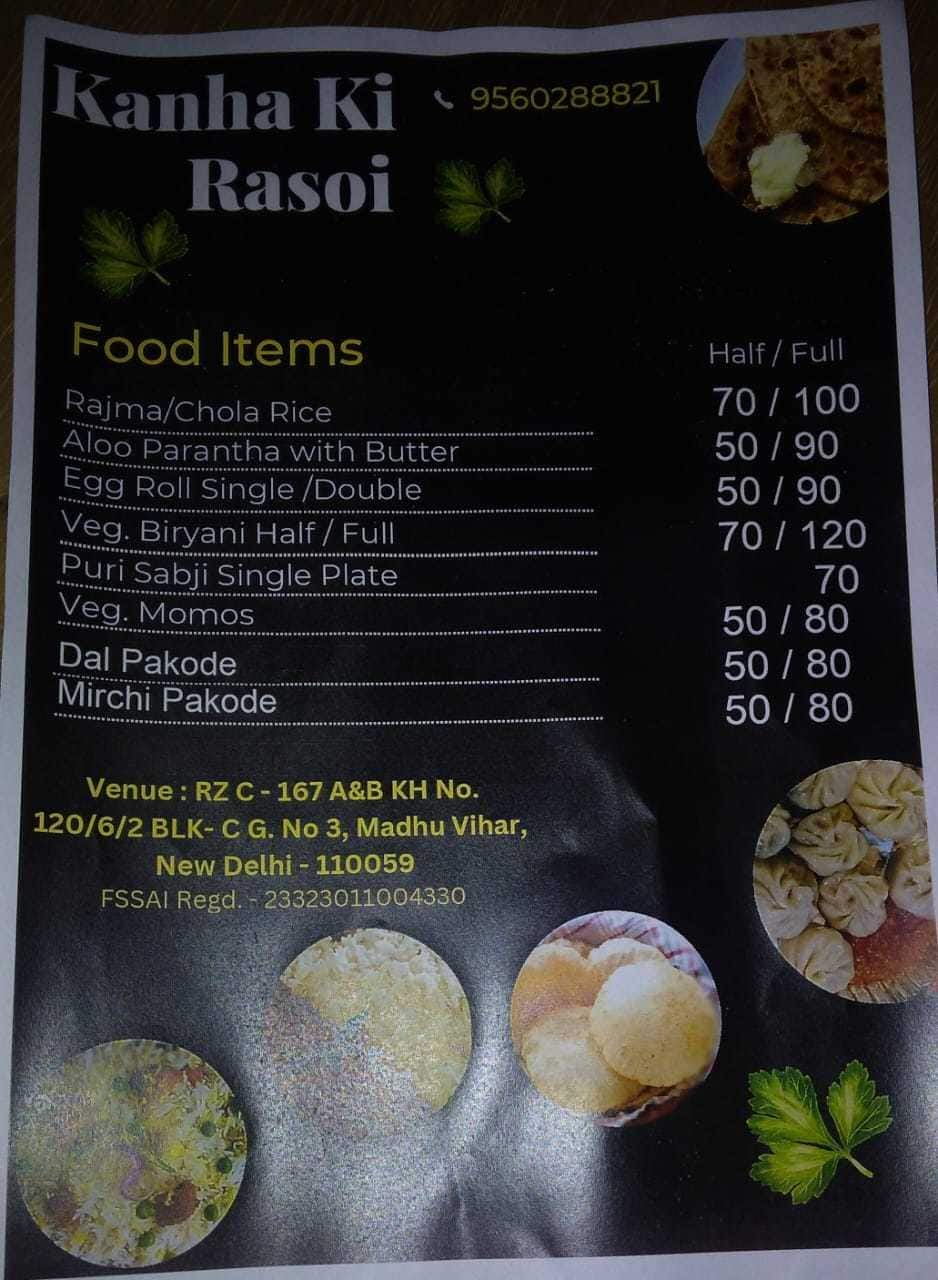 Kanha Ki
Rasoi
9560288821
Food Items
Half / Full
Rajma/Chola Rice 70 / 100
Aloo Parantha with Butter 50 / 90
Egg Roll Single /Double 50 / 90
Veg. Biryani Half / Full 70 / 120
Puri Sabji Single Plate 70
Veg. Momos 50 / 80
Dal Pakode 50 / 80
Mirchi Pakode 50 / 80
Venue : RZ C - 167 A&B KH No.
120/6/2 BLK- C G. No 3, Madhu Vihar,
New Delhi - 110059
FSSAI Regd. - 23323011004330